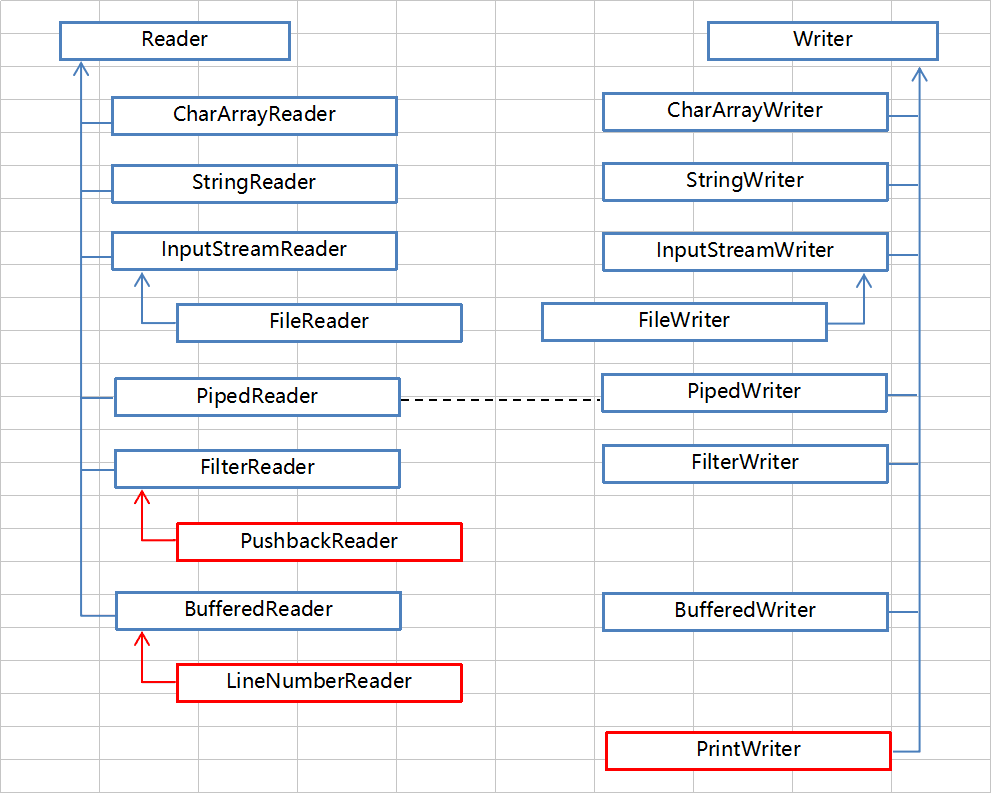 Reader
Writer
CharArrayReader
CharArrayWriter
StringReader
StringWriter
InputStreamReader
InputStreamWriter
FileReader
FileWriter
PipedReader
PipedWriter
FilterReader
FilterWriter
PushbackReader
BufferedReader
BufferedWriter
LineNumberReader
PrintWriter